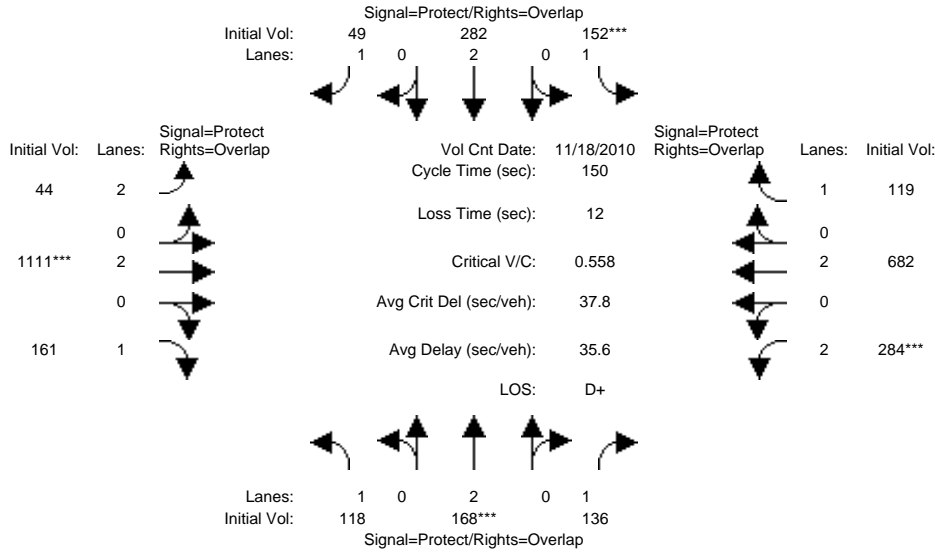 Signal=Protect/Rights=Overlap
Initial Vol: 49 282 152***
Lanes: 1 0 2 0 1
Signal=Protect Signal=Protect
Initial Vol: Lanes: Rights=Overlap Vol Cnt Date: 11/18/2010 Rights=Overlap Lanes: Initial Vol:
Cycle Time (sec): 150
44 2 1 119
Loss Time (sec): 12
0 0
1111*** 2 Critical V/C: 0.558 2 682
0 Avg Crit Del (sec/veh): 37.8 0
161 1 Avg Delay (sec/veh): 35.6 2 284***
LOS: D+
Lanes: 1 0 2 0 1
Initial Vol: 118 168*** 136
Signal=Protect/Rights=Overlap